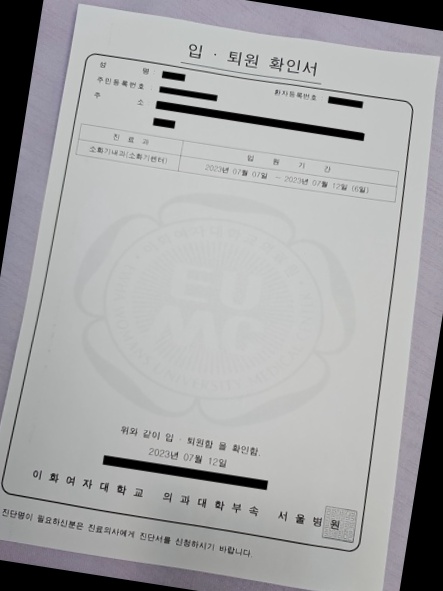 입 · 퇴원 확인서
성 명 :
환자등록번호 :
주민등록번호 :
주 소
진 료 과 입 원 기 간
소화기내과(소화기센터) 2023년 07월 07일 ~ 2023년 07월 12일 (6일)
EU
MC
위와 같이 입 · 퇴원함 을 확인함.
2023년 07월 12일
이 화 여 자 대 학 교 의 과 대 학 부 속 서 울 병 원
진단명이 필요하신분은 진료의사에게 진단서를 신청하시기 바랍니다.